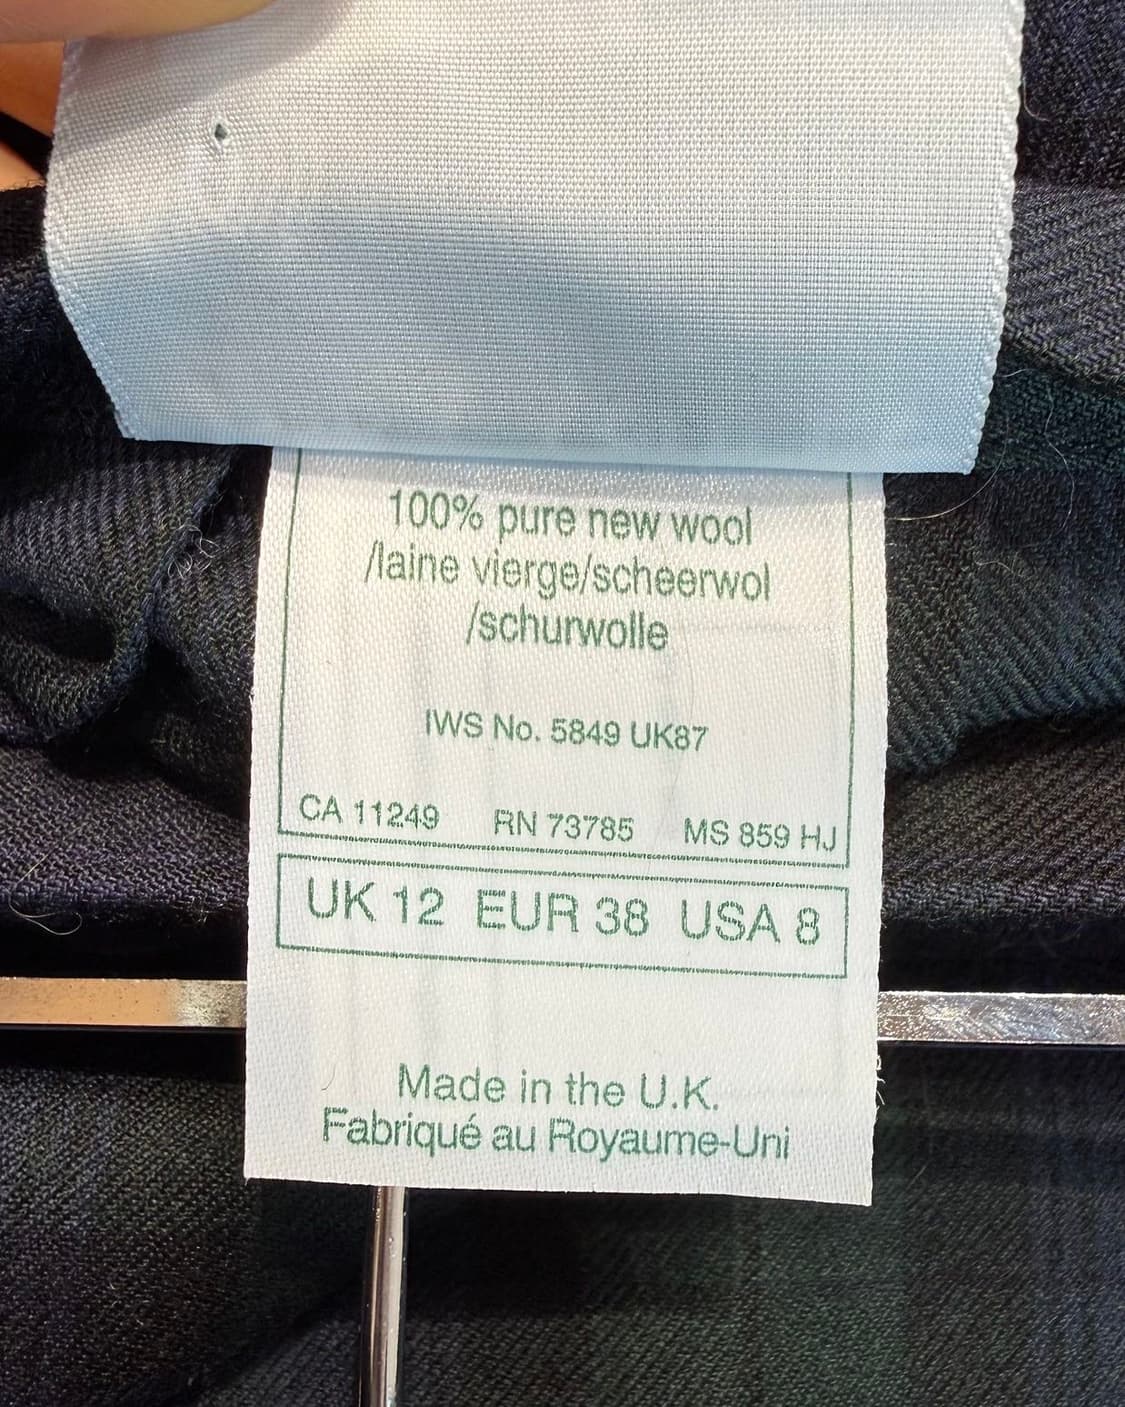 100% pure new wool
/laine vierge/scheerwol
/schurwolle
IWS No. 5849 UK87
CA 11249 RN 73785 MS 859 HJ
UK 12 EUR 38 USA 8
Made in the U.K.
Fabriqué au Royaume-Uni